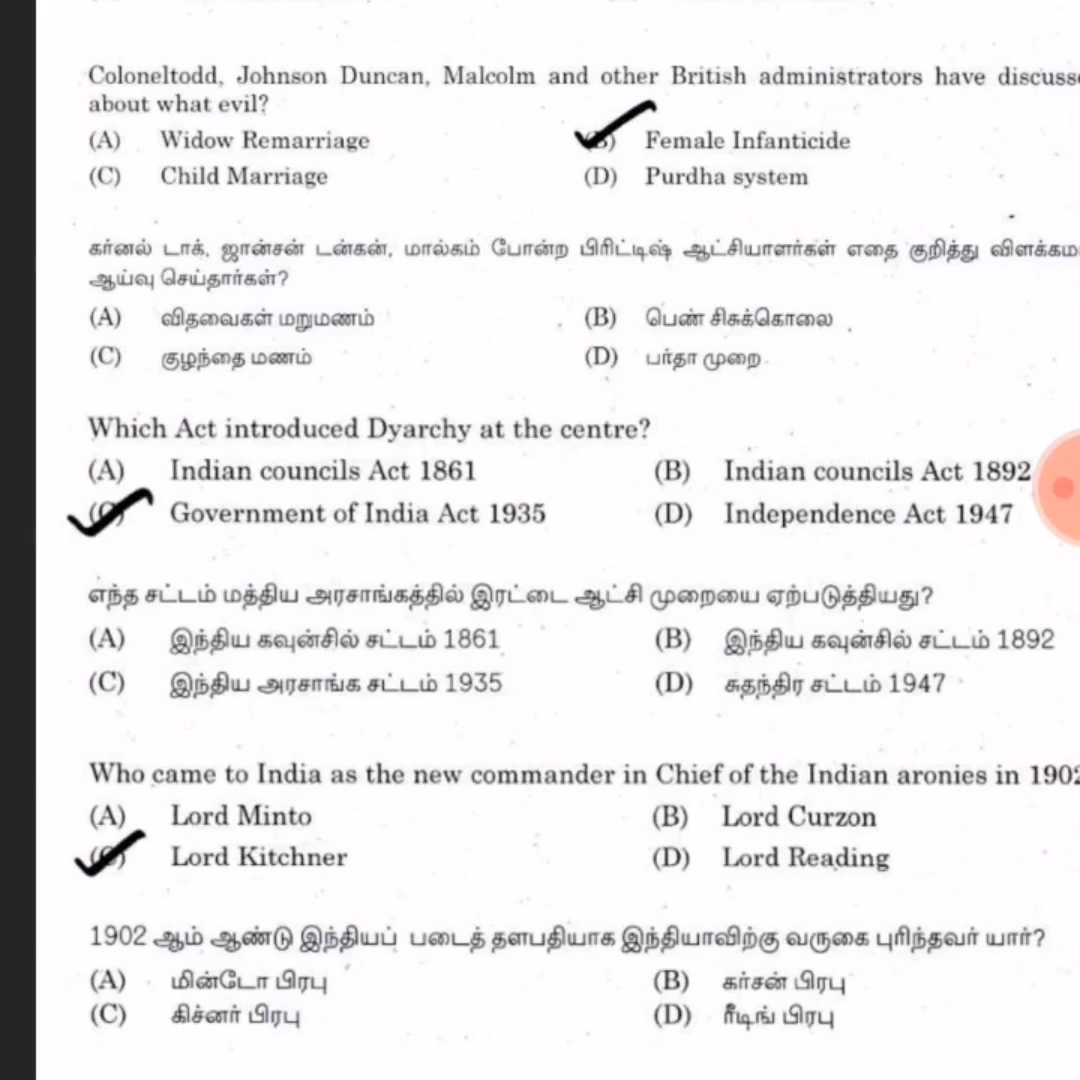 Coloneltodd, Johnson Duncan, Malcolm and other British administrators have discusse
about what evil?
(A) Widow Remarriage (B) Female Infanticide
(C) Child Marriage (D) Purdha system
கர்னல் டாக், ஜான்சன் டன்கன், மால்கம் போன்ற பிரிட்டிஷ் ஆட்சியாளர்கள் எதை குறித்து விளக்கம
ஆய்வு செய்தார்கள்?
(A) விதவைகள் மறுமணம் (B) பெண் சிசுக்கொலை
(C) குழந்தை மணம் (D) பர்தா முறை
Which Act introduced Dyarchy at the centre?
(A) Indian councils Act 1861 (B) Indian councils Act 1892
(C) Government of India Act 1935 (D) Independence Act 1947
எந்த சட்டம் மத்திய அரசாங்கத்தில் இரட்டை ஆட்சி முறையை ஏற்படுத்தியது?
(A) இந்திய கவுன்சில் சட்டம் 1861 (B) இந்திய கவுன்சில் சட்டம் 1892
(C) இந்திய அரசாங்க சட்டம் 1935 (D) சுதந்திர சட்டம் 1947
Who came to India as the new commander in Chief of the Indian aronies in 1902
(A) Lord Minto (B) Lord Curzon
(C) Lord Kitchner (D) Lord Reading
1902 ஆம் ஆண்டு இந்தியப் படைத் தளபதியாக இந்தியாவிற்கு வருகை புரிந்தவர் யார்?
(A) மின்டோ பிரபு (B) கர்சன் பிரபு
(C) கிச்னர் பிரபு (D) ரீடிங் பிரபு